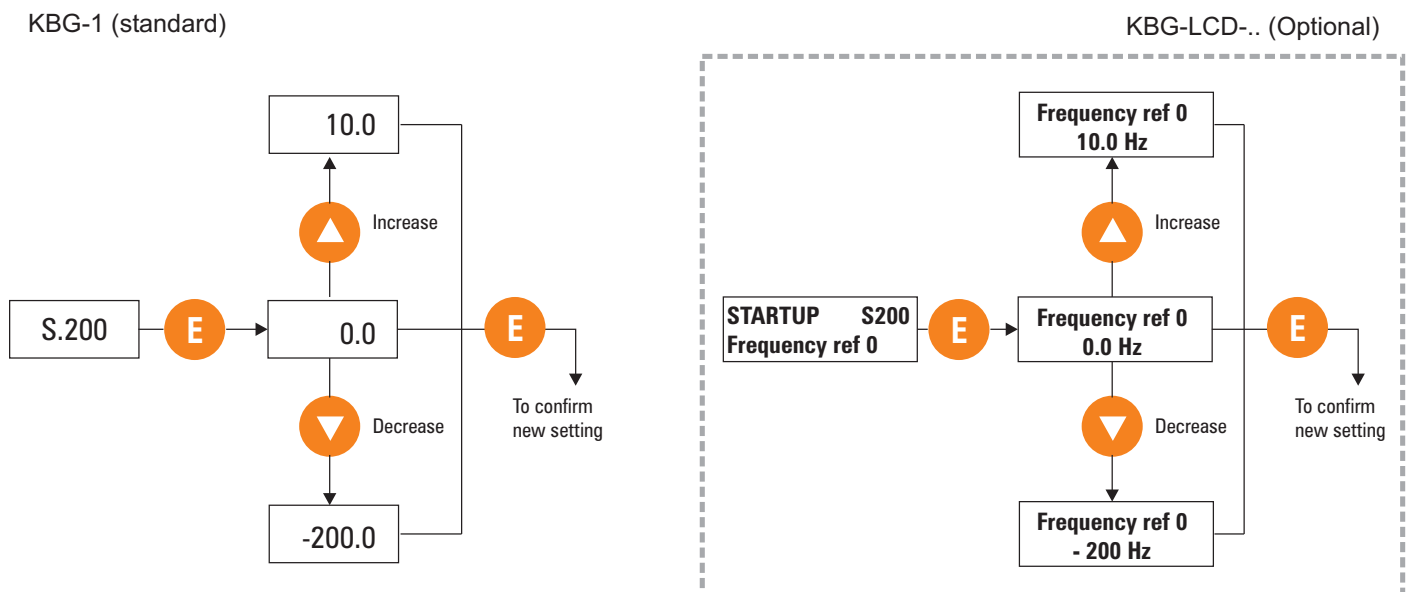 KBG-1 (standard)
10.0
Increase
S.200
E
0.0
E
Decrease
To confirm
new setting
-200.0
KBG-LCD-.. (Optional)
Frequency ref 0
10.0 Hz
Increase
STARTUP S200
Frequency ref 0
E
Frequency ref 0
0.0 Hz
E
Decrease
To confirm
new setting
Frequency ref 0
- 200 Hz